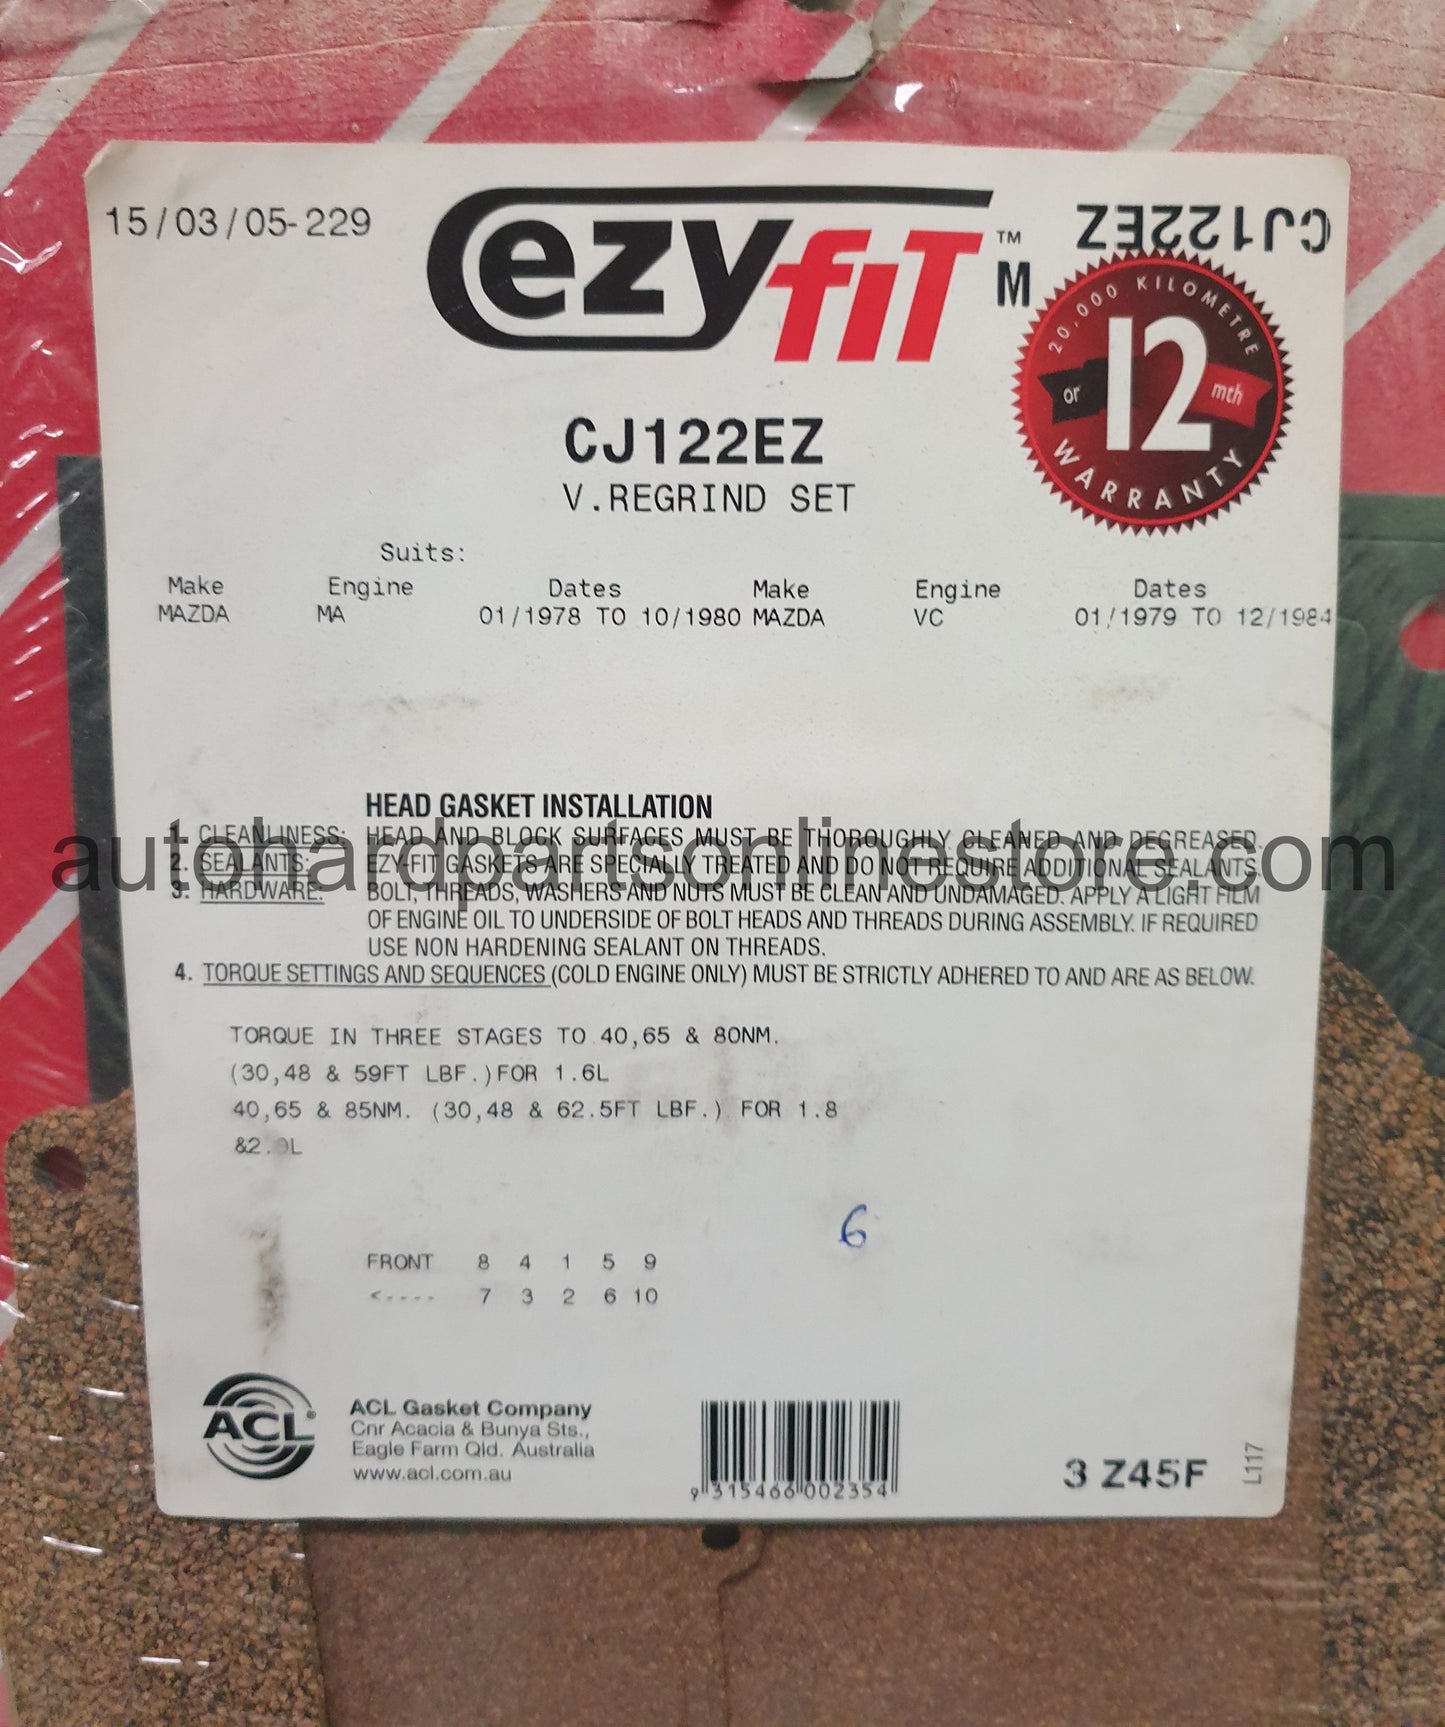 15/03/05-229
ezyfit™
M
CJ122EZ
20,000 KILOMETRE
or 12 mth
WARRANTY
CJ122EZ
V.REGRIND SET
Suits:
Make Engine Dates Make Engine Dates
MAZDA MA 01/1978 TO 10/1980 MAZDA VC 01/1979 TO 12/1984
HEAD GASKET INSTALLATION
1. CLEANLINESS: HEAD AND BLOCK SURFACES MUST BE THOROUGHLY CLEANED AND DEGREASED.
2. SEALANTS: EZY-FIT GASKETS ARE SPECIALLY TREATED AND DO NOT REQUIRE ADDITIONAL SEALANTS.
autohardpartsonlinestore.com
3. HARDWARE: BOLT, THREADS, WASHERS AND NUTS MUST BE CLEAN AND UNDAMAGED. APPLY A LIGHT FILM
OF ENGINE OIL TO UNDERSIDE OF BOLT HEADS AND THREADS DURING ASSEMBLY. IF REQUIRED
USE NON HARDENING SEALANT ON THREADS.
4. TORQUE SETTINGS AND SEQUENCES (COLD ENGINE ONLY) MUST BE STRICTLY ADHERED TO AND ARE AS BELOW.
TORQUE IN THREE STAGES TO 40,65 & 80NM.
(30,48 & 59FT LBF.)FOR 1.6L
40,65 & 85NM. (30,48 & 62.5FT LBF.) FOR 1.8
&2.0L
6
FRONT 8 4 1 5 9
<---- 7 3 2 6 10
ACL®
ACL Gasket Company
Cnr Acacia & Bunya Sts.,
Eagle Farm Qld. Australia
www.acl.com.au
9 315466 002354
3 Z45F
L117